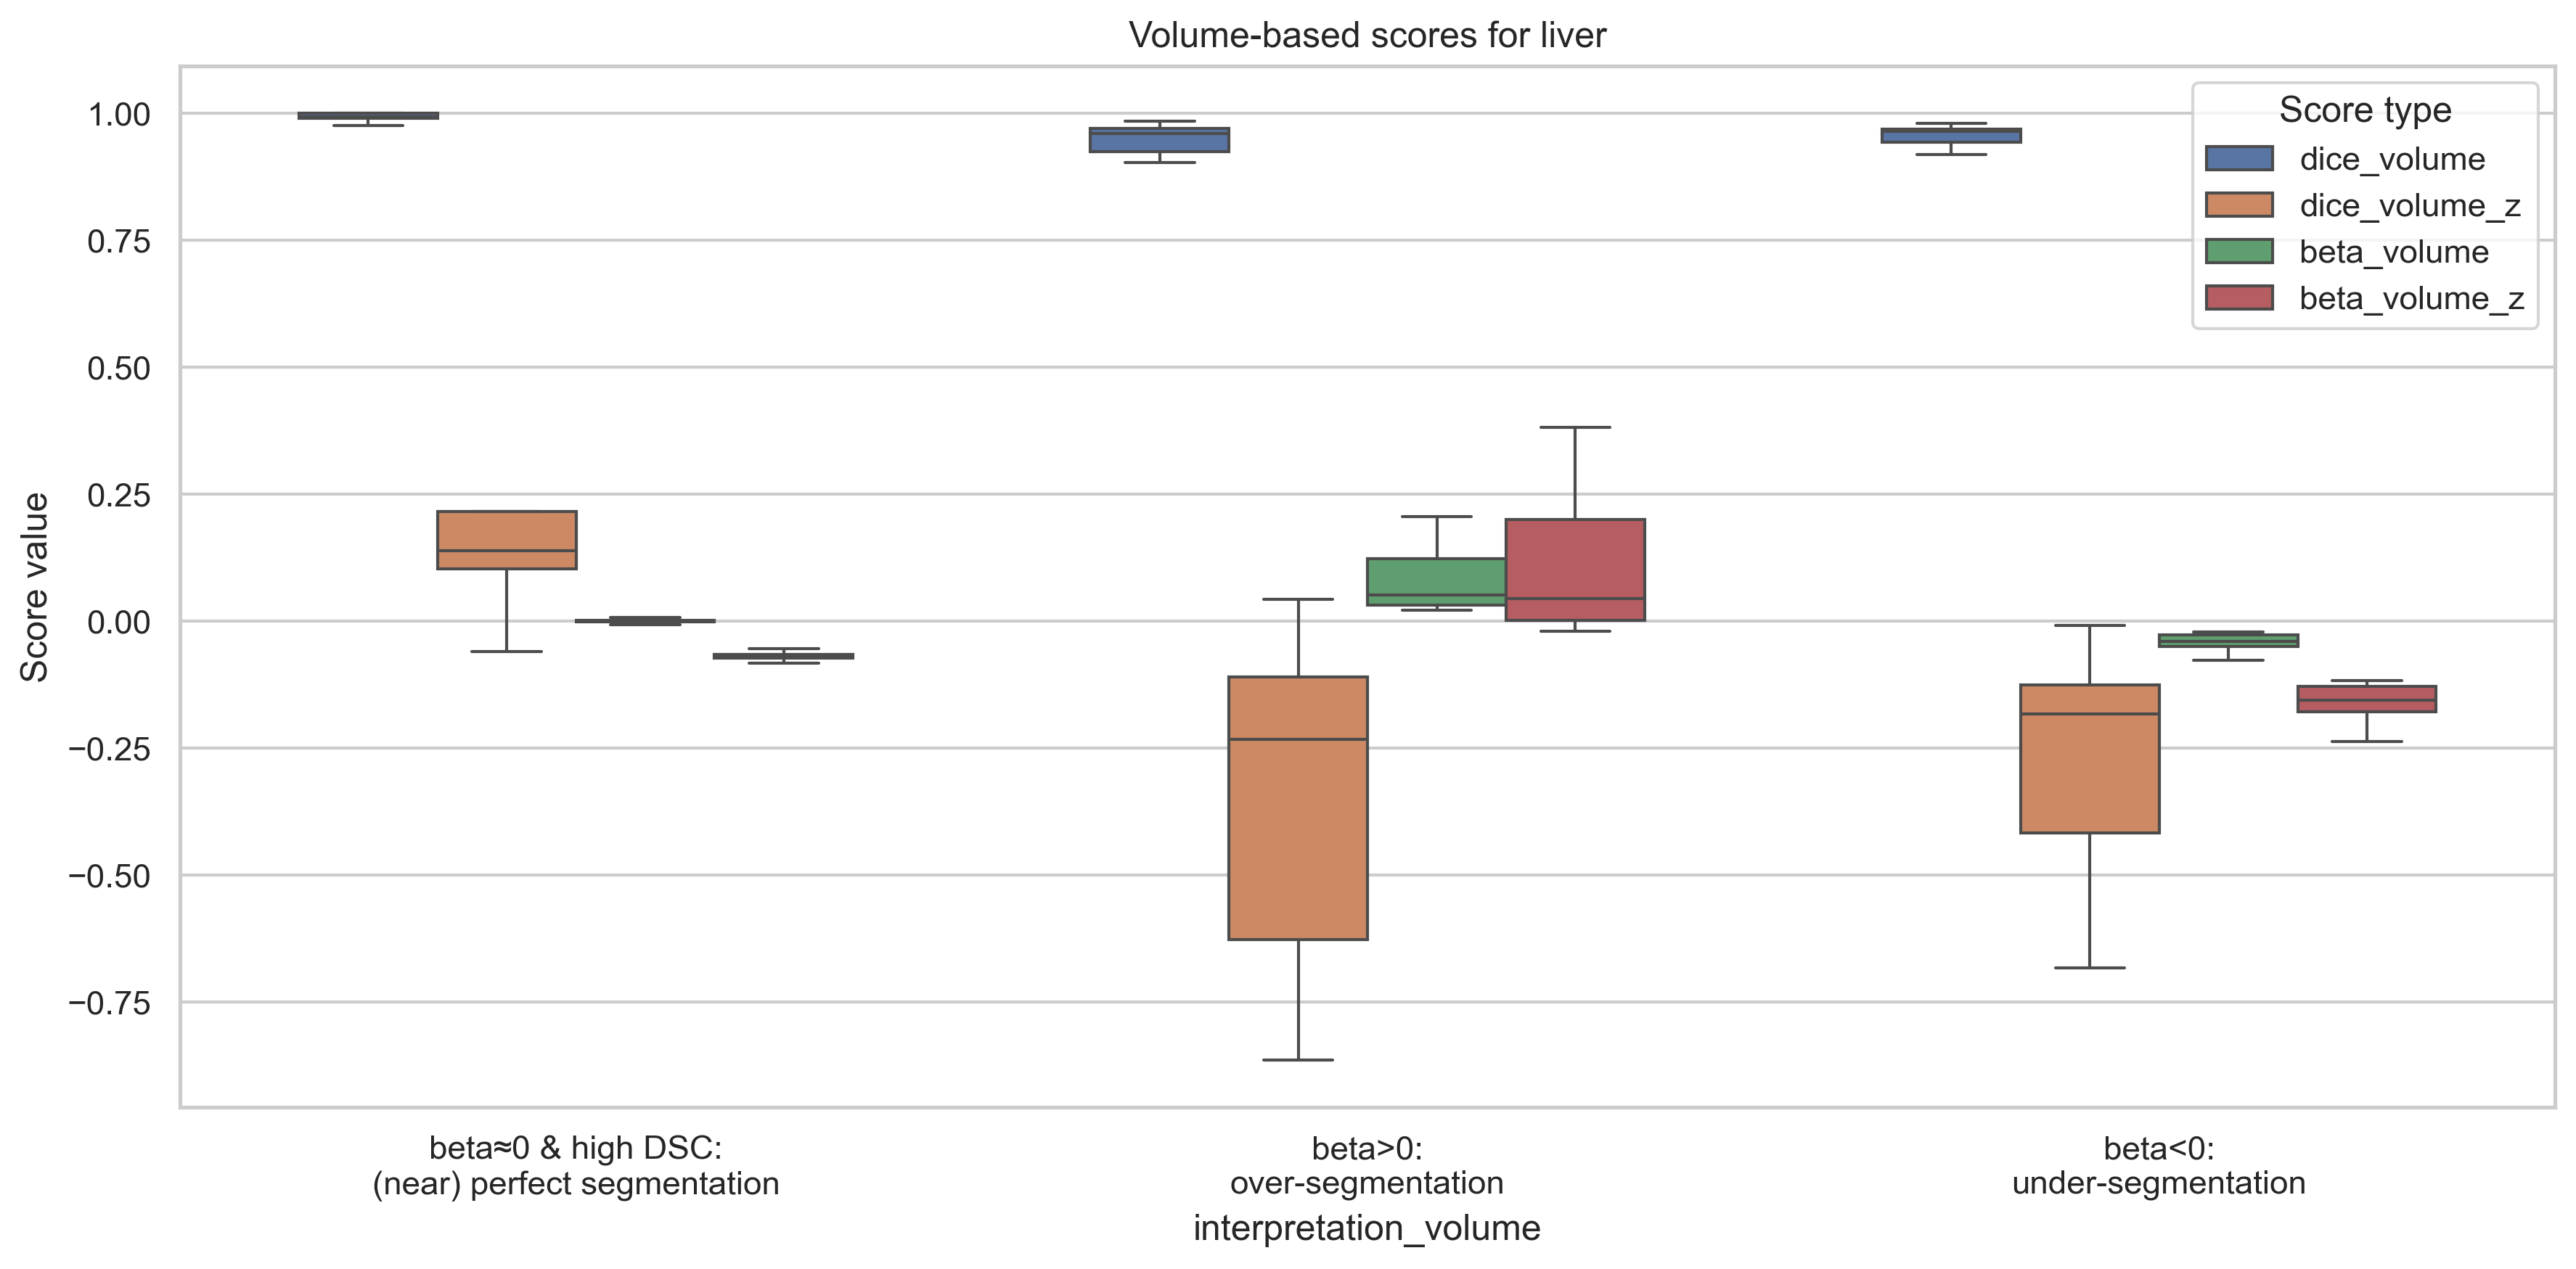 Volume-based scores for liver
Score type
dice_volume
dice_volume_z
beta_volume
beta_volume_z
Score value
1.00
0.75
0.50
0.25
0.00
−0.25
−0.50
−0.75
beta≈0 & high DSC:
(near) perfect segmentation
beta>0:
over-segmentation
beta<0:
under-segmentation
interpretation_volume